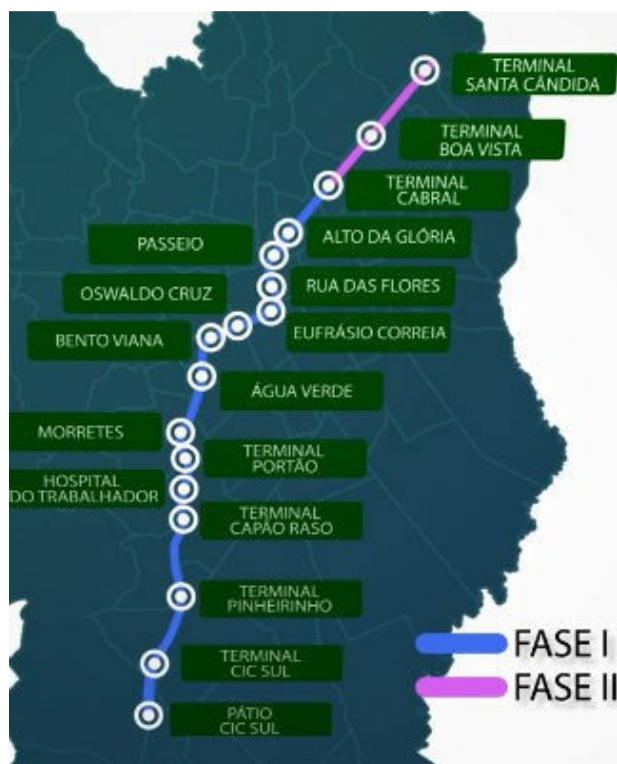 TERMINAL
SANTA CÂNDIDA
TERMINAL
BOA VISTA
TERMINAL
CABRAL
ALTO DA GLÓRIA
PASSEIO
RUA DAS FLORES
OSWALDO CRUZ
EUFRÁSIO CORREIA
BENTO VIANA
ÁGUA VERDE
MORRETES
TERMINAL
PORTÃO
HOSPITAL
DO TRABALHADOR
TERMINAL
CAPÃO RASO
TERMINAL
PINHEIRINHO
TERMINAL
CIC SUL
PÁTIO
CIC SUL
FASE I
FASE II